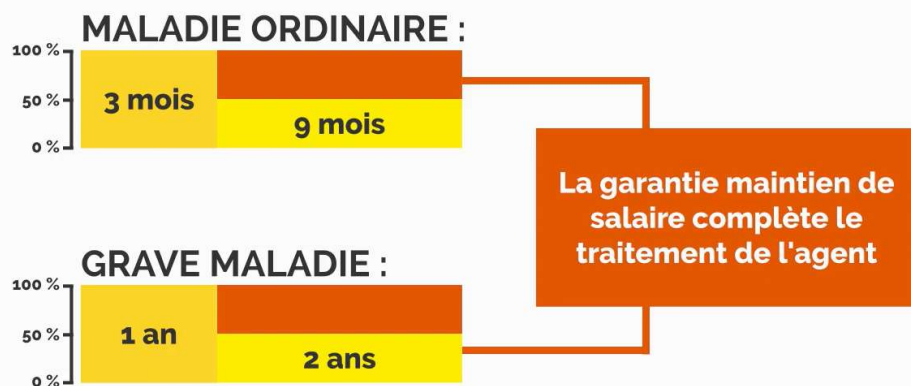 MALADIE ORDINAIRE :
100 %
50 %
0 %
3 mois
9 mois
La garantie maintien de
salaire complète le
traitement de l'agent
GRAVE MALADIE :
100 %
50 %
0 %
1 an
2 ans